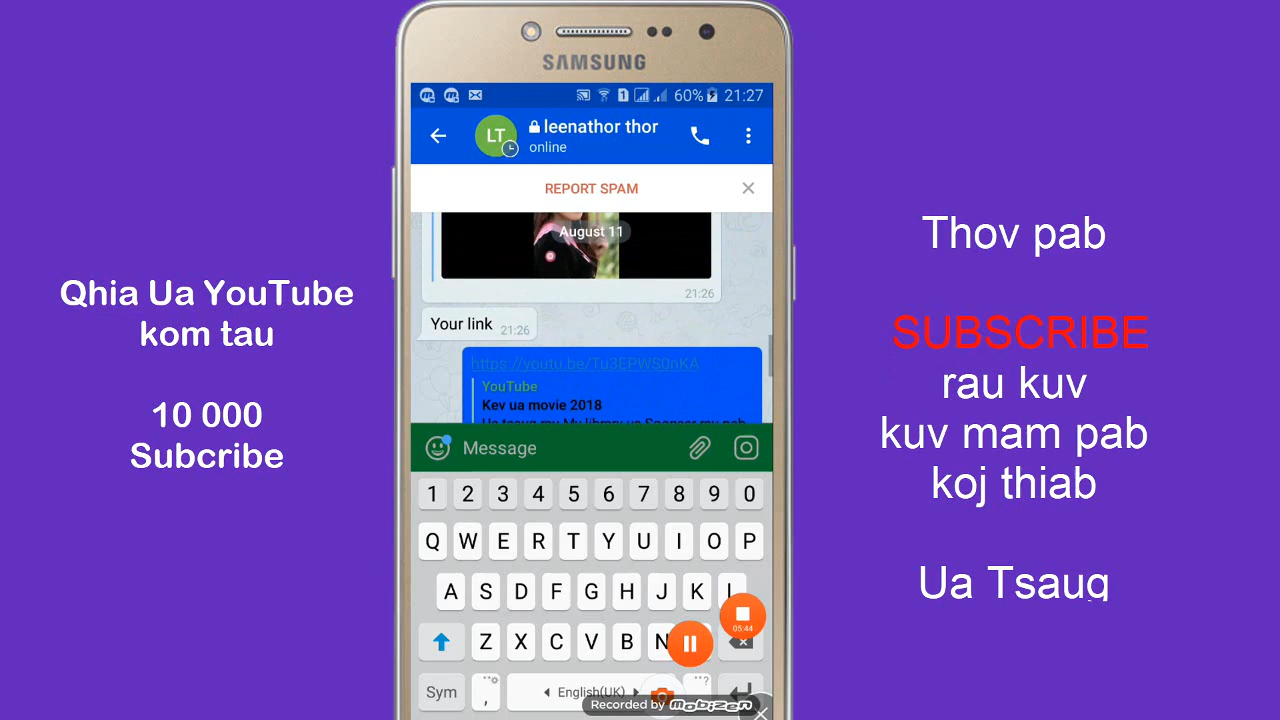 Qhia Ua YouTube
kom tau
10 000
Subcribe
SAMSUNG
1
60%
21:27
LT
leenathor thor
online
REPORT SPAM
August 11
21:26
Your link
21:26
https://youtu.be/Tu3EPWS0nKA
YouTube
Kev ua movie 2018
Message
1 2 3 4 5 6 7 8 9 0
Q W E R T Y U I O P
A S D F G H J K L
Z X C V B N
05:44
Sym , English(UK) ?
Recorded by MOBIZEN
Thov pab
SUBSCRIBE
rau kuv
kuv mam pab
koj thiab
Ua Tsaug